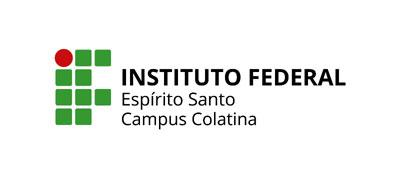 INSTITUTO FEDERAL
Espírito Santo
Campus Colatina